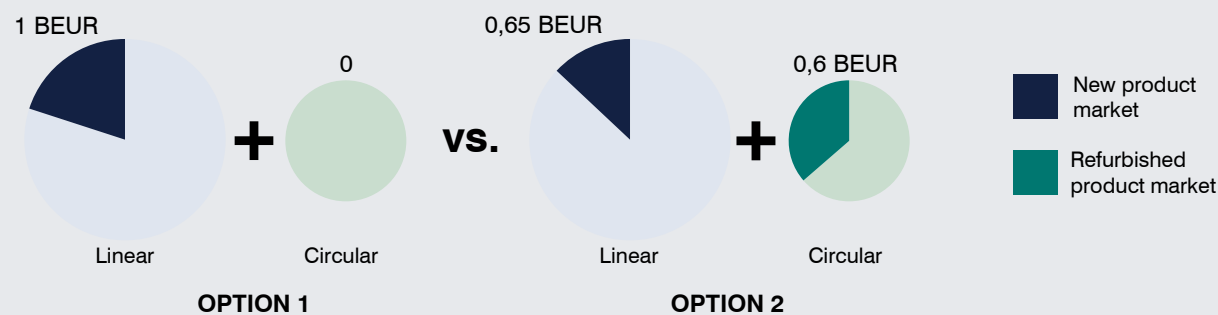 1 BEUR
0
Linear
Circular
OPTION 1
vs.
0,65 BEUR
0,6 BEUR
Linear
Circular
OPTION 2
New product
market
Refurbished
product market